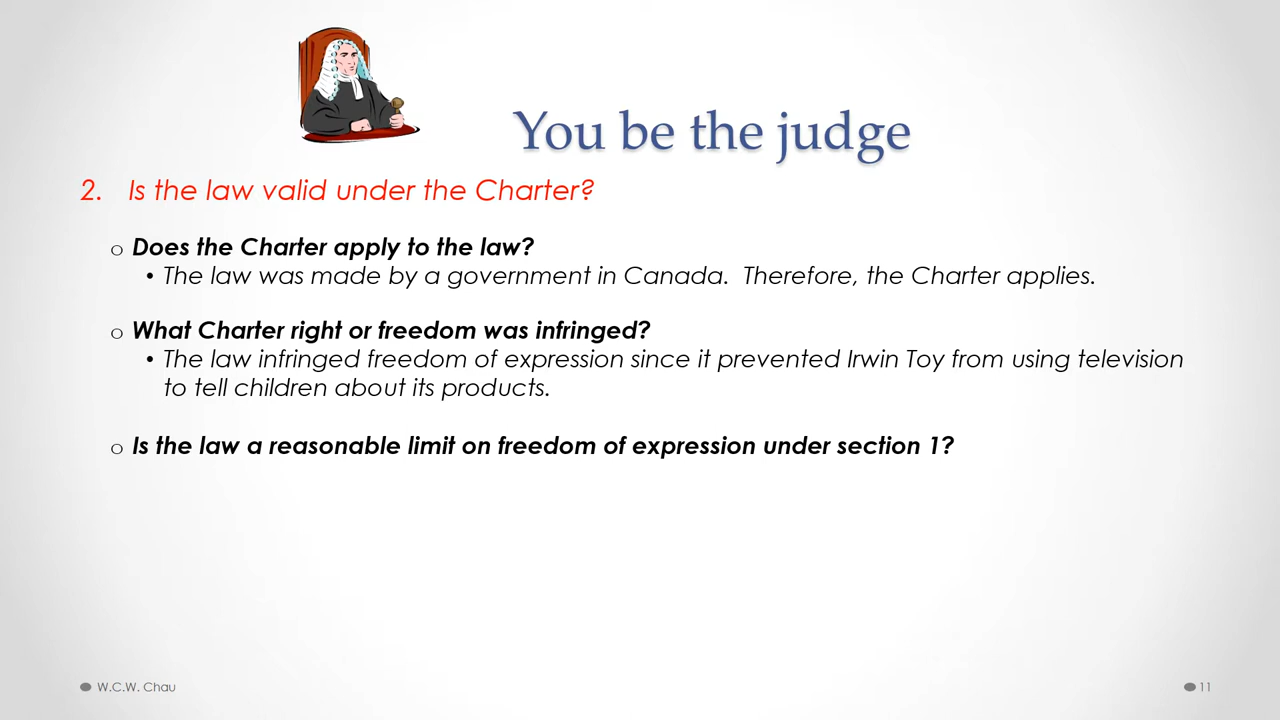 You be the judge
2. Is the law valid under the Charter?
o Does the Charter apply to the law?
• The law was made by a government in Canada.  Therefore, the Charter applies.
o What Charter right or freedom was infringed?
• The law infringed freedom of expression since it prevented Irwin Toy from using television
to tell children about its products.
o Is the law a reasonable limit on freedom of expression under section 1?
W.C.W. Chau
11